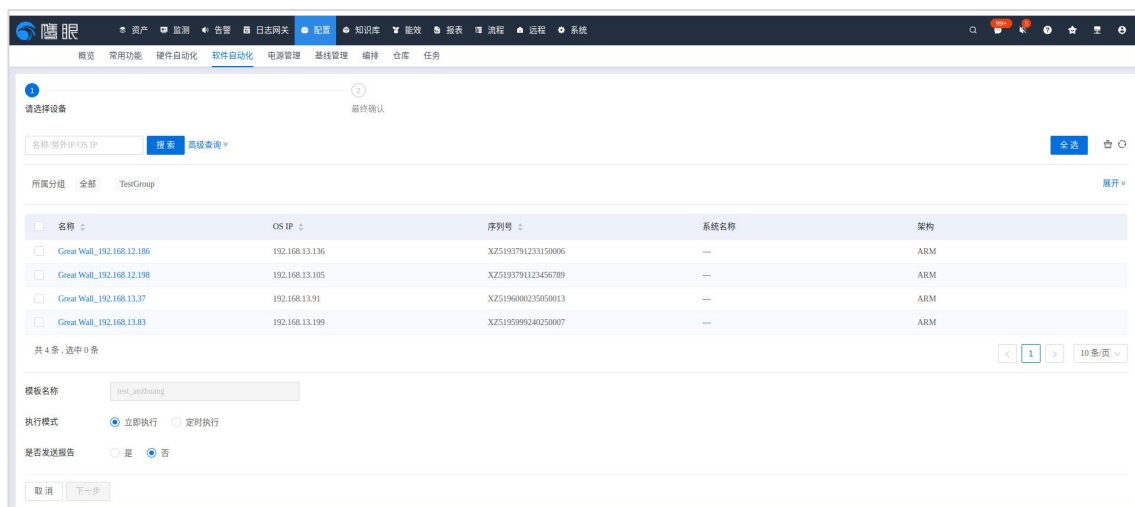 鹰眼 资产 监测 告警 日志网关 配置 知识库 能效 报表 流程 远程 系统 99+ 5
概览 常用功能 硬件自动化 软件自动化 电源管理 基线管理 编排 仓库 任务
1 2
请选择设备 最终确认
名称/带外IP/OS IP 搜索 高级查询 全选
所属分组 全部 TestGroup 展开
名称 OS IP 序列号 系统名称 架构
Great Wall_192.168.12.186 192.168.13.136 XZ5193791233150006 --- ARM
Great Wall_192.168.12.198 192.168.13.105 XZ5193791123456789 --- ARM
Great Wall_192.168.13.37 192.168.13.91 XZ5196000235050013 --- ARM
Great Wall_192.168.13.83 192.168.13.199 XZ5195999240250007 --- ARM
共 4 条 , 选中 0 条 < 1 > 10 条/页
模板名称 test_anzhuang
执行模式 立即执行 定时执行
是否发送报告 是 否
取消 下一步